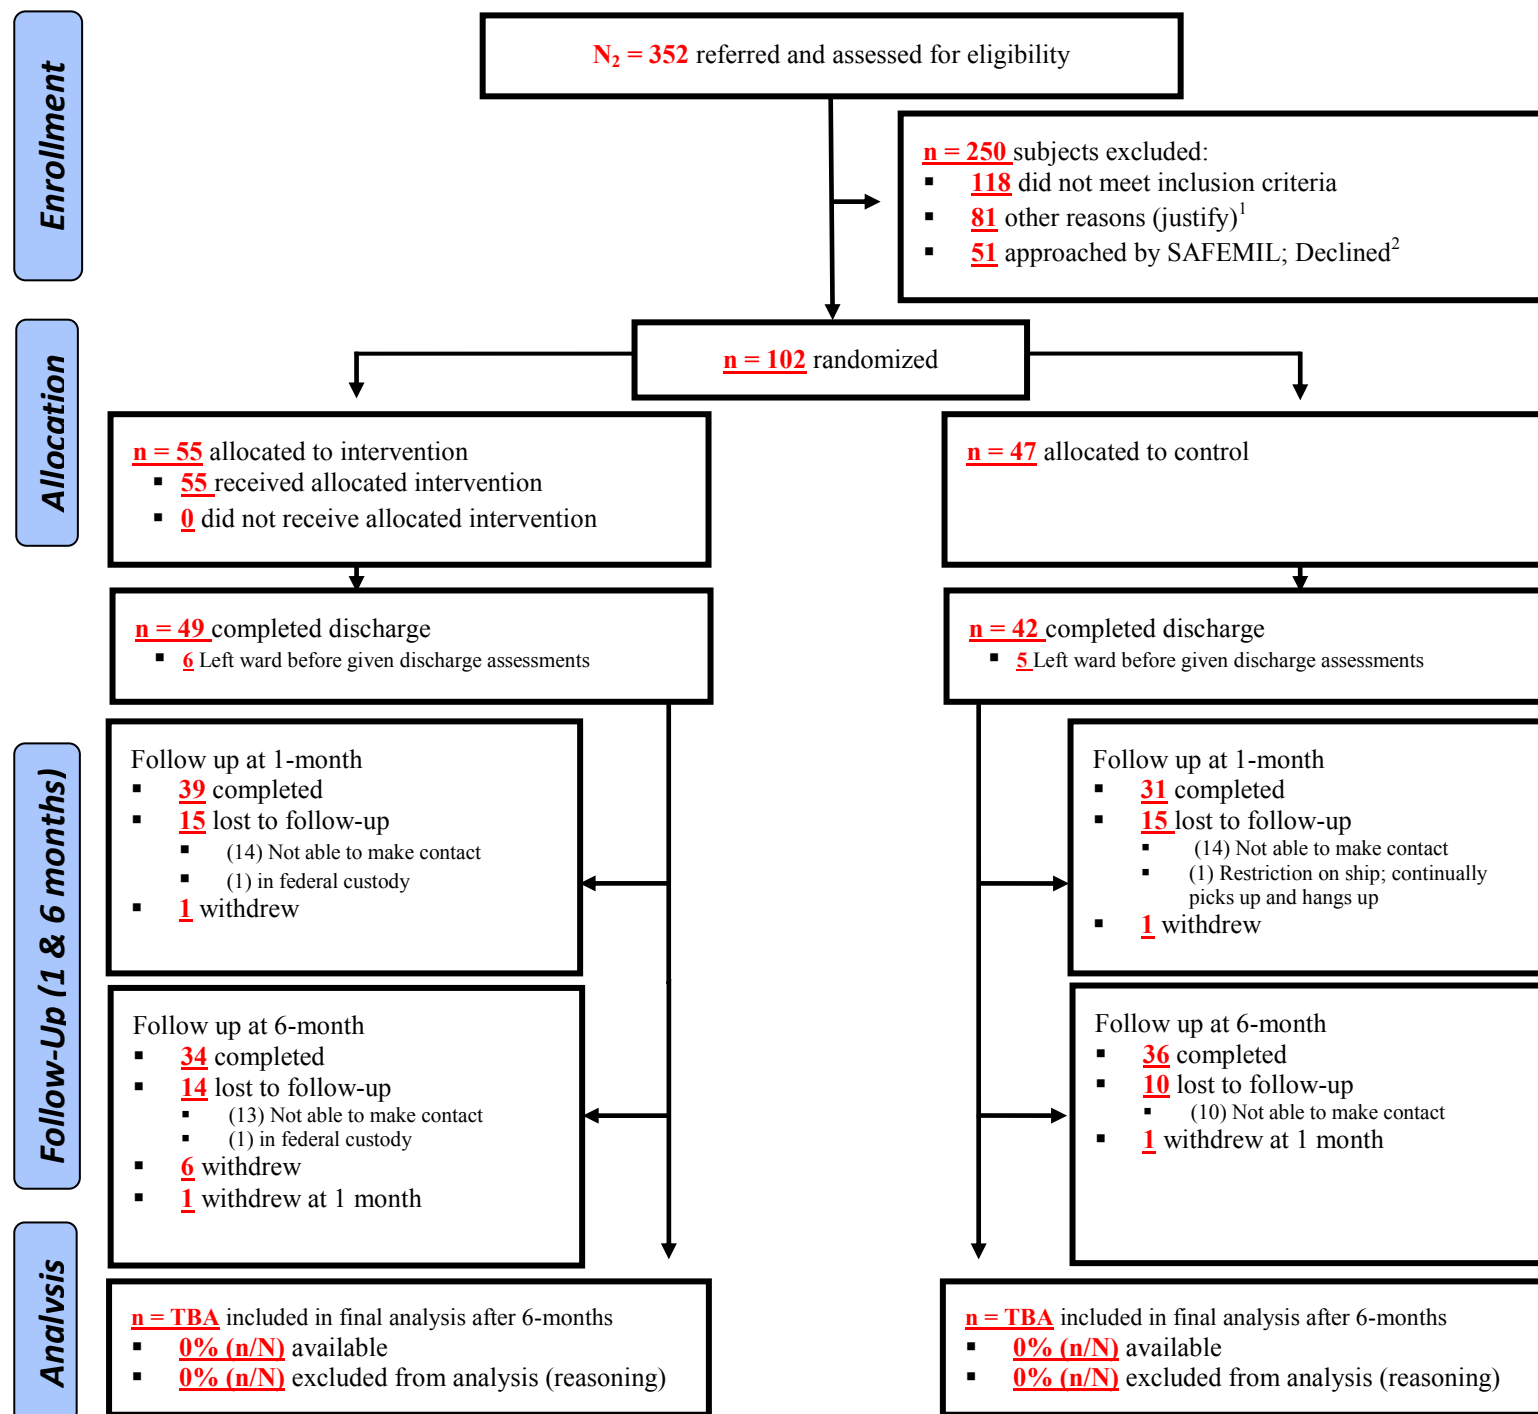 Enrollment
N2 = 352 referred and assessed for eligibility
n = 250 subjects excluded:
▪ 118 did not meet inclusion criteria
▪ 81 other reasons (justify)1
▪ 51 approached by SAFEMIL; Declined2
Allocation
n = 102 randomized
n = 55 allocated to intervention
▪ 55 received allocated intervention
▪ 0 did not receive allocated intervention
n = 47 allocated to control
n = 49 completed discharge
▪ 6 Left ward before given discharge assessments
n = 42 completed discharge
▪ 5 Left ward before given discharge assessments
Follow-Up (1 & 6 months)
Follow up at 1-month
▪ 39 completed
▪ 15 lost to follow-up
▪ (14) Not able to make contact
▪ (1) in federal custody
▪ 1 withdrew
Follow up at 1-month
▪ 31 completed
▪ 15 lost to follow-up
▪ (14) Not able to make contact
▪ (1) Restriction on ship; continually
picks up and hangs up
▪ 1 withdrew
Follow up at 6-month
▪ 34 completed
▪ 14 lost to follow-up
▪ (13) Not able to make contact
▪ (1) in federal custody
▪ 6 withdrew
▪ 1 withdrew at 1 month
Follow up at 6-month
▪ 36 completed
▪ 10 lost to follow-up
▪ (10) Not able to make contact
▪ 1 withdrew at 1 month
Analysis
n = TBA included in final analysis after 6-months
▪ 0% (n/N) available
▪ 0% (n/N) excluded from analysis (reasoning)
n = TBA included in final analysis after 6-months
▪ 0% (n/N) available
▪ 0% (n/N) excluded from analysis (reasoning)